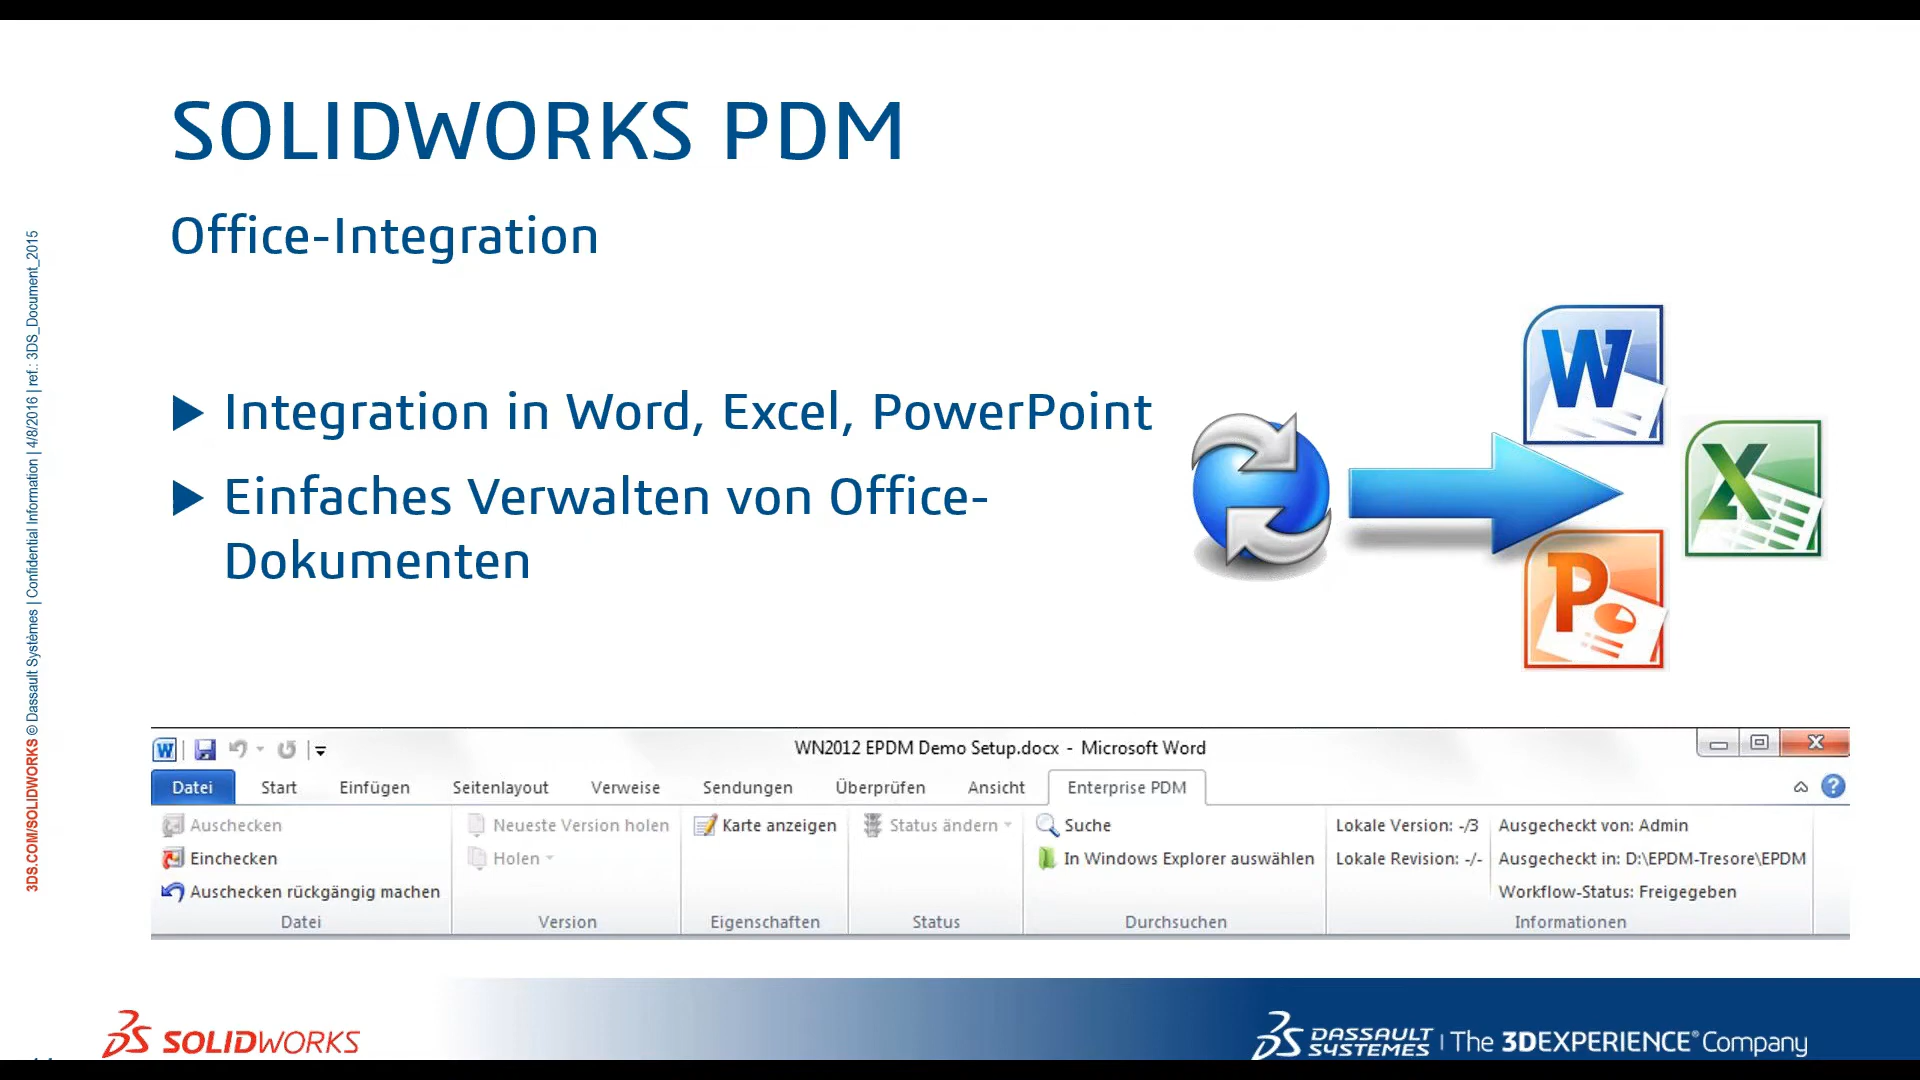 SOLIDWORKS PDM
Office-Integration
Integration in Word, Excel, PowerPoint
Einfaches Verwalten von Office-
Dokumenten
3DS.COM/SOLIDWORKS © Dassault Systèmes | Confidential Information | 4/8/2016 | ref.: 3DS_Document_2015
WN2012 EPDM Demo Setup.docx - Microsoft Word
Datei Start Einfügen Seitenlayout Verweise Sendungen Überprüfen Ansicht Enterprise PDM
Auschecken
Einchecken
Auschecken rückgängig machen
Datei
Neueste Version holen
Holen
Version
Karte anzeigen
Eigenschaften
Status ändern
Status
Suche
In Windows Explorer auswählen
Durchsuchen
Lokale Version: -/3
Lokale Revision: -/-
Ausgecheckt von: Admin
Ausgecheckt in: D:\EPDM-Tresore\EPDM
Workflow-Status: Freigegeben
Informationen
SOLIDWORKS
DASSAULT SYSTEMES | The 3DEXPERIENCE® Company